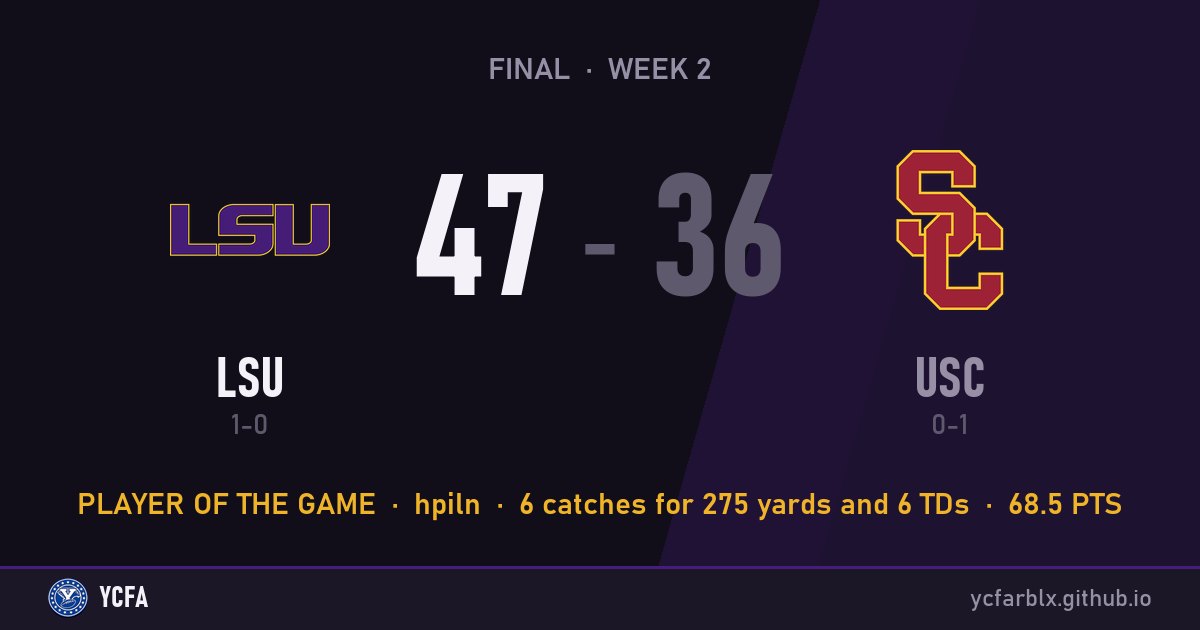 FINAL · WEEK 2
LSU
47 - 36
SC
LSU
USC
1-0
0-1
PLAYER OF THE GAME · hpiln · 6 catches for 275 yards and 6 TDs · 68.5 PTS
YCFA
ycfarblx.github.io